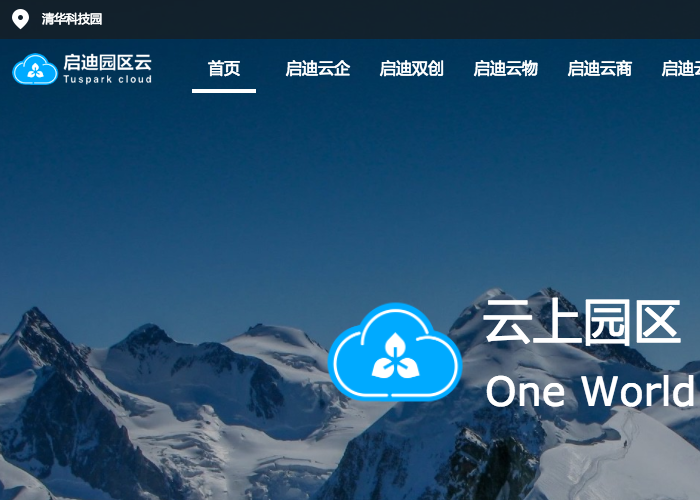 清华科技园
启迪园区云
Tuspark cloud
首页 启迪云企 启迪双创 启迪云物 启迪云商 启迪
云上园区
One World